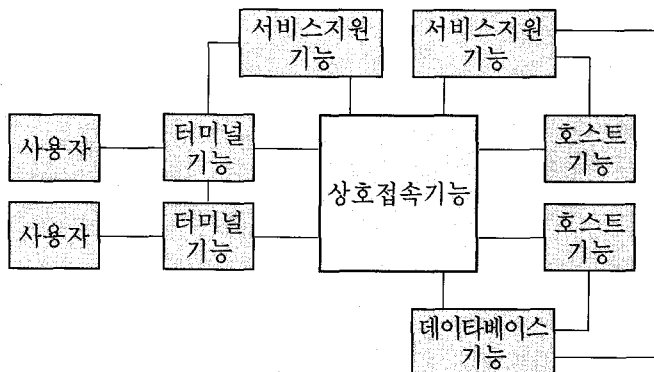 서비스지원
기능
서비스지원
기능
사용자
터미널
기능
상호접속기능
호스트
기능
사용자
터미널
기능
호스트
기능
데이타베이스
기능